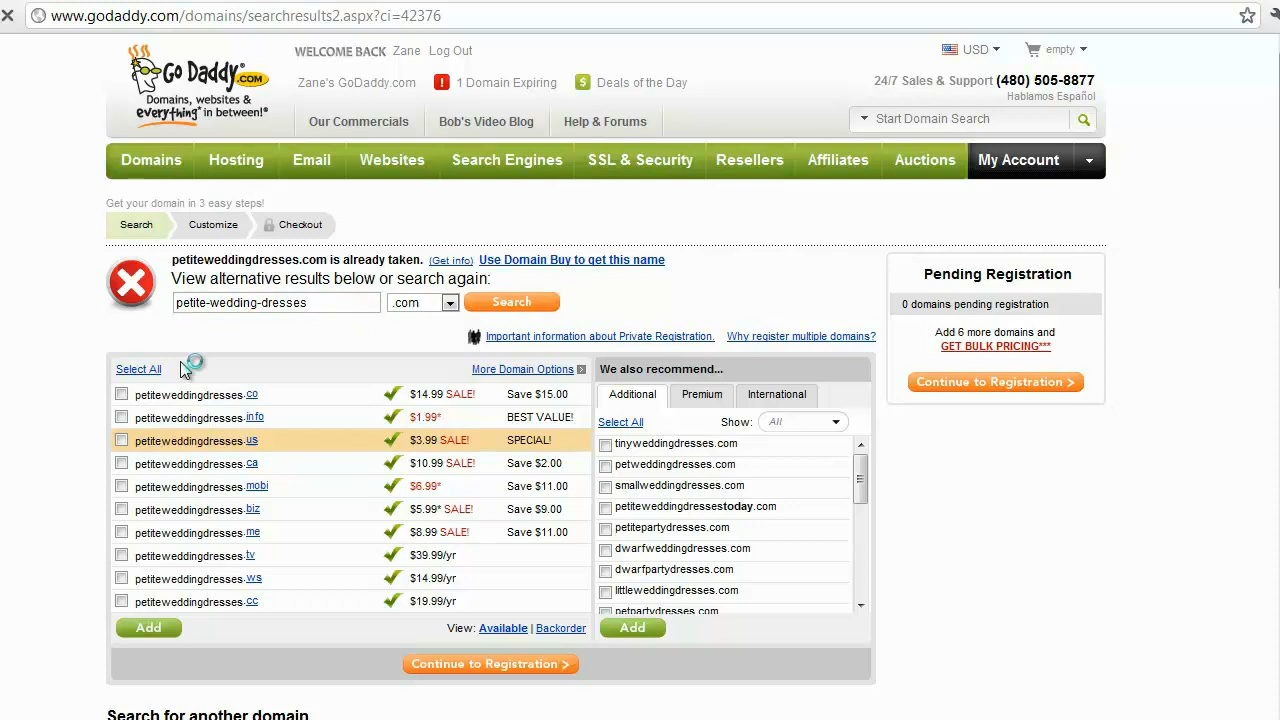 www.godaddy.com/domains/searchresults2.aspx?ci=42376
WELCOME BACK Zane Log Out
USD
empty
Go Daddy.COM
Domains, websites &
everything* in between!®
Zane's GoDaddy.com
! 1 Domain Expiring
$ Deals of the Day
24/7 Sales & Support (480) 505-8877
Hablamos Español
Our Commercials
Bob's Video Blog
Help & Forums
Start Domain Search
Domains
Hosting
Email
Websites
Search Engines
SSL & Security
Resellers
Affiliates
Auctions
My Account
Get your domain in 3 easy steps!
Search
Customize
Checkout
petiteweddingdresses.com is already taken. (Get info) Use Domain Buy to get this name
View alternative results below or search again:
petite-wedding-dresses
.com
Search
Important information about Private Registration.
Why register multiple domains?
Pending Registration
0 domains pending registration
Add 6 more domains and
GET BULK PRICING***
Continue to Registration >
Select All
More Domain Options
petiteweddingdresses.co $14.99 SALE! Save $15.00
petiteweddingdresses.info $1.99* BEST VALUE!
petiteweddingdresses.us $3.99 SALE! SPECIAL!
petiteweddingdresses.ca $10.99 SALE! Save $2.00
petiteweddingdresses.mobi $6.99* Save $11.00
petiteweddingdresses.biz $5.99* SALE! Save $9.00
petiteweddingdresses.me $8.99 SALE! Save $11.00
petiteweddingdresses.tv $39.99/yr
petiteweddingdresses.ws $14.99/yr
petiteweddingdresses.cc $19.99/yr
Add
View: Available | Backorder
We also recommend...
Additional
Premium
International
Select All
Show: All
tinyweddingdresses.com
petweddingdresses.com
smallweddingdresses.com
petiteweddingdressestoday.com
petitepartydresses.com
dwarfweddingdresses.com
dwarfpartydresses.com
littleweddingdresses.com
petpartydresses.com
Add
Continue to Registration >
Search for another domain